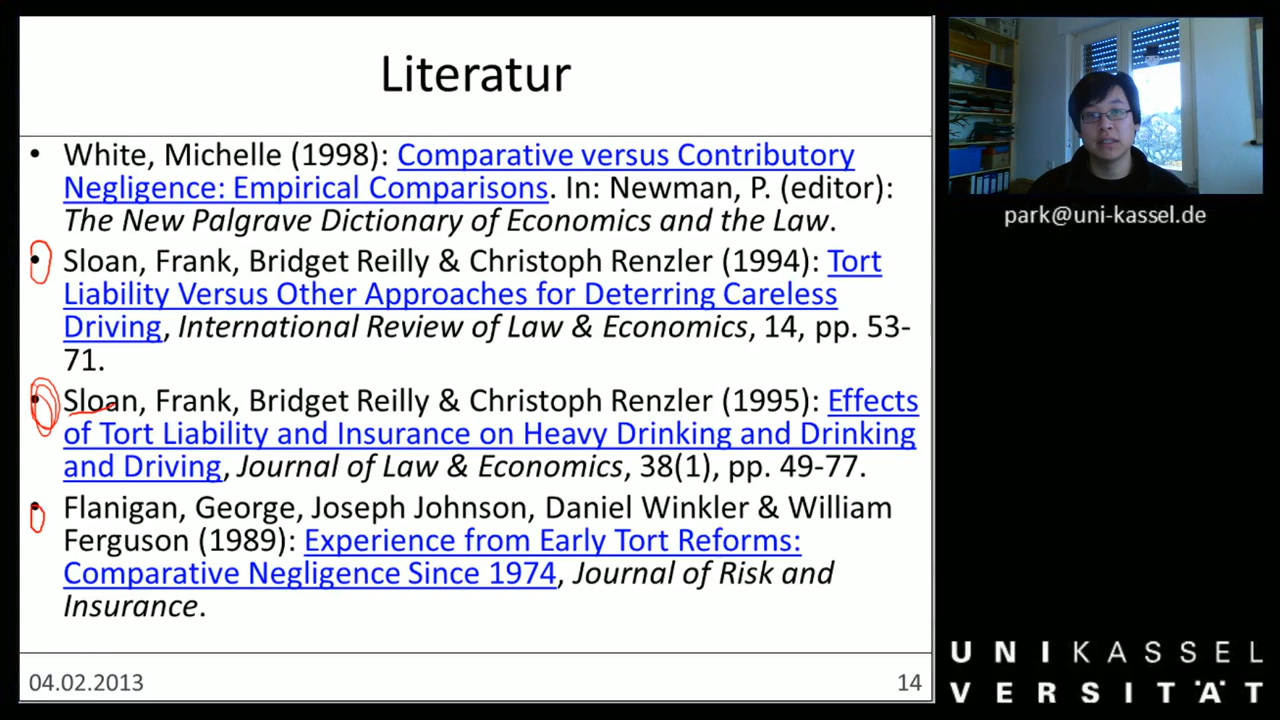 Literatur
• White, Michelle (1998): Comparative versus Contributory
Negligence: Empirical Comparisons. In: Newman, P. (editor):
The New Palgrave Dictionary of Economics and the Law.
• Sloan, Frank, Bridget Reilly & Christoph Renzler (1994): Tort
Liability Versus Other Approaches for Deterring Careless
Driving, International Review of Law & Economics, 14, pp. 53-
71.
• Sloan, Frank, Bridget Reilly & Christoph Renzler (1995): Effects
of Tort Liability and Insurance on Heavy Drinking and Drinking
and Driving, Journal of Law & Economics, 38(1), pp. 49-77.
• Flanigan, George, Joseph Johnson, Daniel Winkler & William
Ferguson (1989): Experience from Early Tort Reforms:
Comparative Negligence Since 1974, Journal of Risk and
Insurance.
04.02.2013
14
park@uni-kassel.de
UNIKASSEL
VERSITÄT